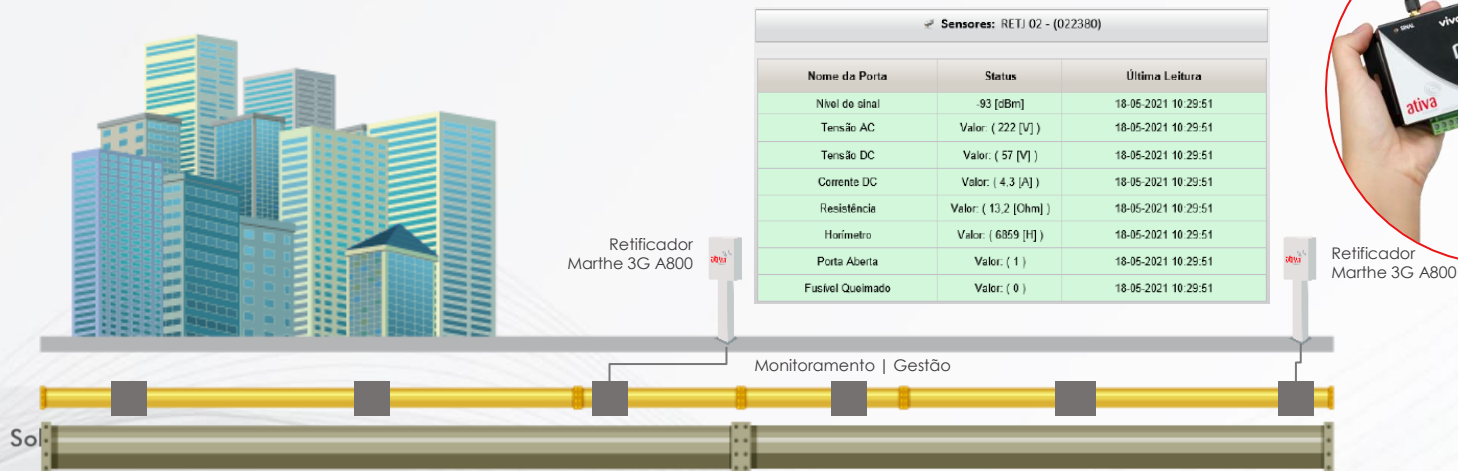 Sensores: RETJ 02 - (022380)
Nome da Porta Status Última Leitura
Nível de sinal -93 [dBm] 18-05-2021 10:29:51
Tensão AC Valor: ( 222 [V] ) 18-05-2021 10:29:51
Tensão DC Valor: ( 57 [V] ) 18-05-2021 10:29:51
Corrente DC Valor: ( 4,3 [A] ) 18-05-2021 10:29:51
Resistência Valor: ( 13,2 [Ohm] ) 18-05-2021 10:29:51
Horímetro Valor: ( 6859 [H] ) 18-05-2021 10:29:51
Porta Aberta Valor: ( 1 ) 18-05-2021 10:29:51
Fusível Queimado Valor: ( 0 ) 18-05-2021 10:29:51
SINAL
ativa
Retificador
Marthe 3G A800
ativa
ativa
Retificador
Marthe 3G A800
Monitoramento | Gestão
Sol